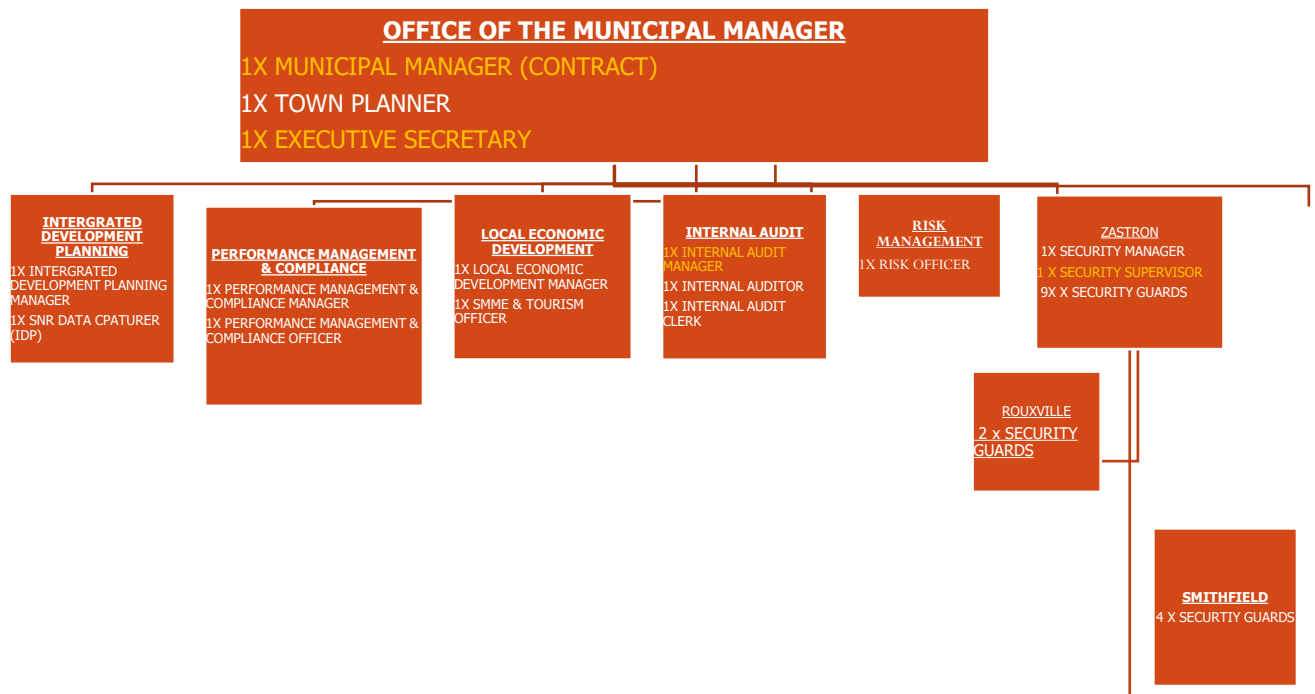 OFFICE OF THE MUNICIPAL MANAGER
1X MUNICIPAL MANAGER (CONTRACT)
1X TOWN PLANNER
1X EXECUTIVE SECRETARY
INTERGRATED
DEVELOPMENT
PLANNING
1X INTERGRATED
DEVELOPMENT PLANNING
MANAGER
1X SNR DATA CPATURER
(IDP)
PERFORMANCE MANAGEMENT
& COMPLIANCE
1X PERFORMANCE MANAGEMENT &
COMPLIANCE MANAGER
1X PERFORMANCE MANAGEMENT &
COMPLIANCE OFFICER
LOCAL ECONOMIC
DEVELOPMENT
1X LOCAL ECONOMIC
DEVELOPMENT MANAGER
1X SMME & TOURISM
OFFICER
INTERNAL AUDIT
1X INTERNAL AUDIT
MANAGER
1X INTERNAL AUDITOR
1X INTERNAL AUDIT
CLERK
RISK
MANAGEMENT
1X RISK OFFICER
ZASTRON
1X SECURITY MANAGER
1 X SECURITY SUPERVISOR
9X X SECURITY GUARDS
ROUXVILLE
2 x SECURITY
GUARDS
SMITHFIELD
4 X SECURTIY GUARDS